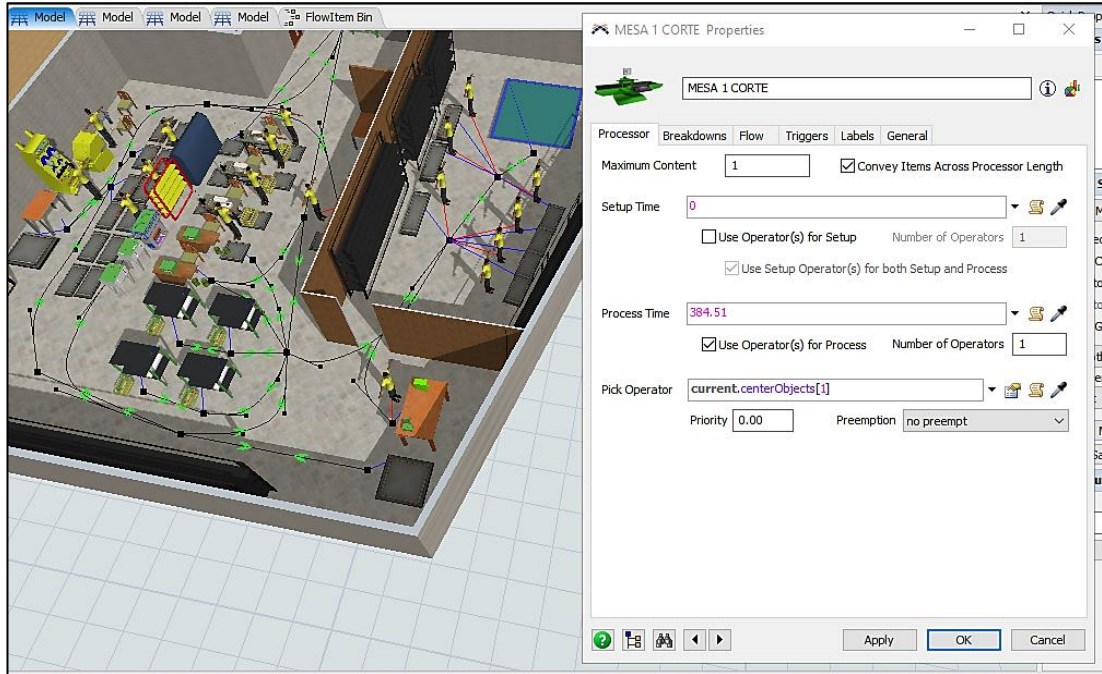 Model Model Model Model FlowItem Bin
MESA 1 CORTE Properties
MESA 1 CORTE
Processor Breakdowns Flow Triggers Labels General
Maximum Content 1 Convey Items Across Processor Length
Setup Time 0
Use Operator(s) for Setup Number of Operators 1
Use Setup Operator(s) for both Setup and Process
Process Time 384.51
Use Operator(s) for Process Number of Operators 1
Pick Operator current.centerObjects[1]
Priority 0.00 Preemption no preempt
Apply OK Cancel